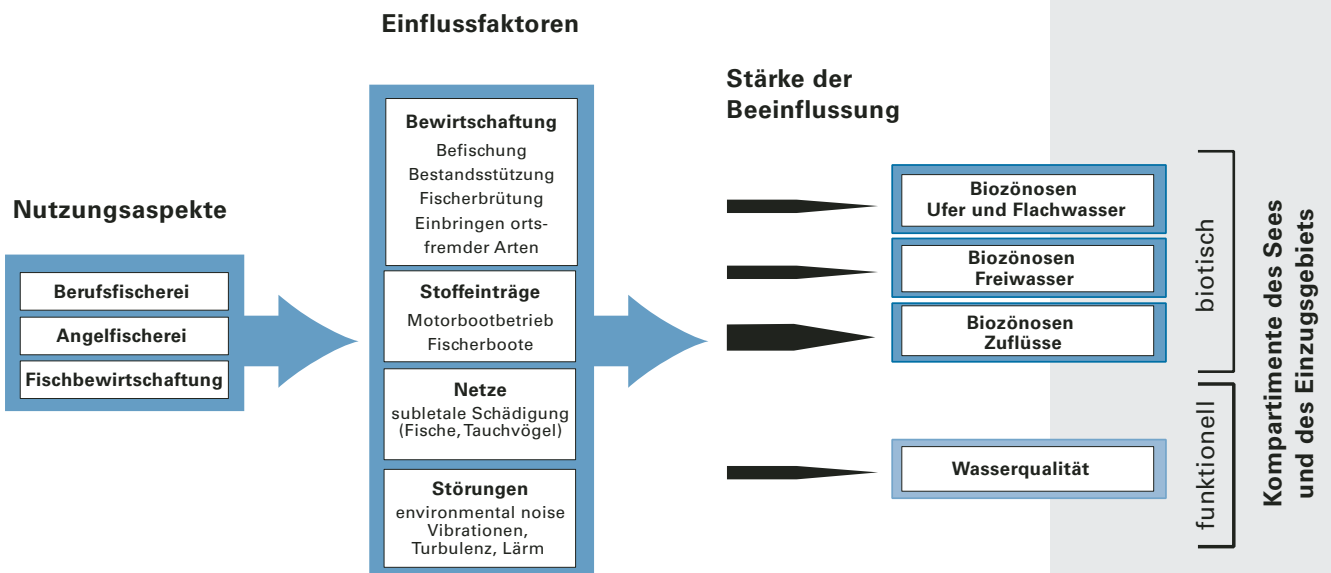 Nutzungsaspekte
Berufsfischerei
Angelfischerei
Fischbewirtschaftung
Einflussfaktoren
Bewirtschaftung
Befischung
Bestandsstützung
Fischerbrütung
Einbringen orts-
fremder Arten
Stoffeinträge
Motorbootbetrieb
Fischerboote
Netze
subletale Schädigung
(Fische, Tauchvögel)
Störungen
environmental noise
Vibrationen,
Turbulenz, Lärm
Stärke der
Beeinflussung
Biozönosen
Ufer und Flachwasser
Biozönosen
Freiwasser
Biozönosen
Zuflüsse
Wasserqualität
biotisch
funktionell
Kompartimente des Sees
und des Einzugsgebiets